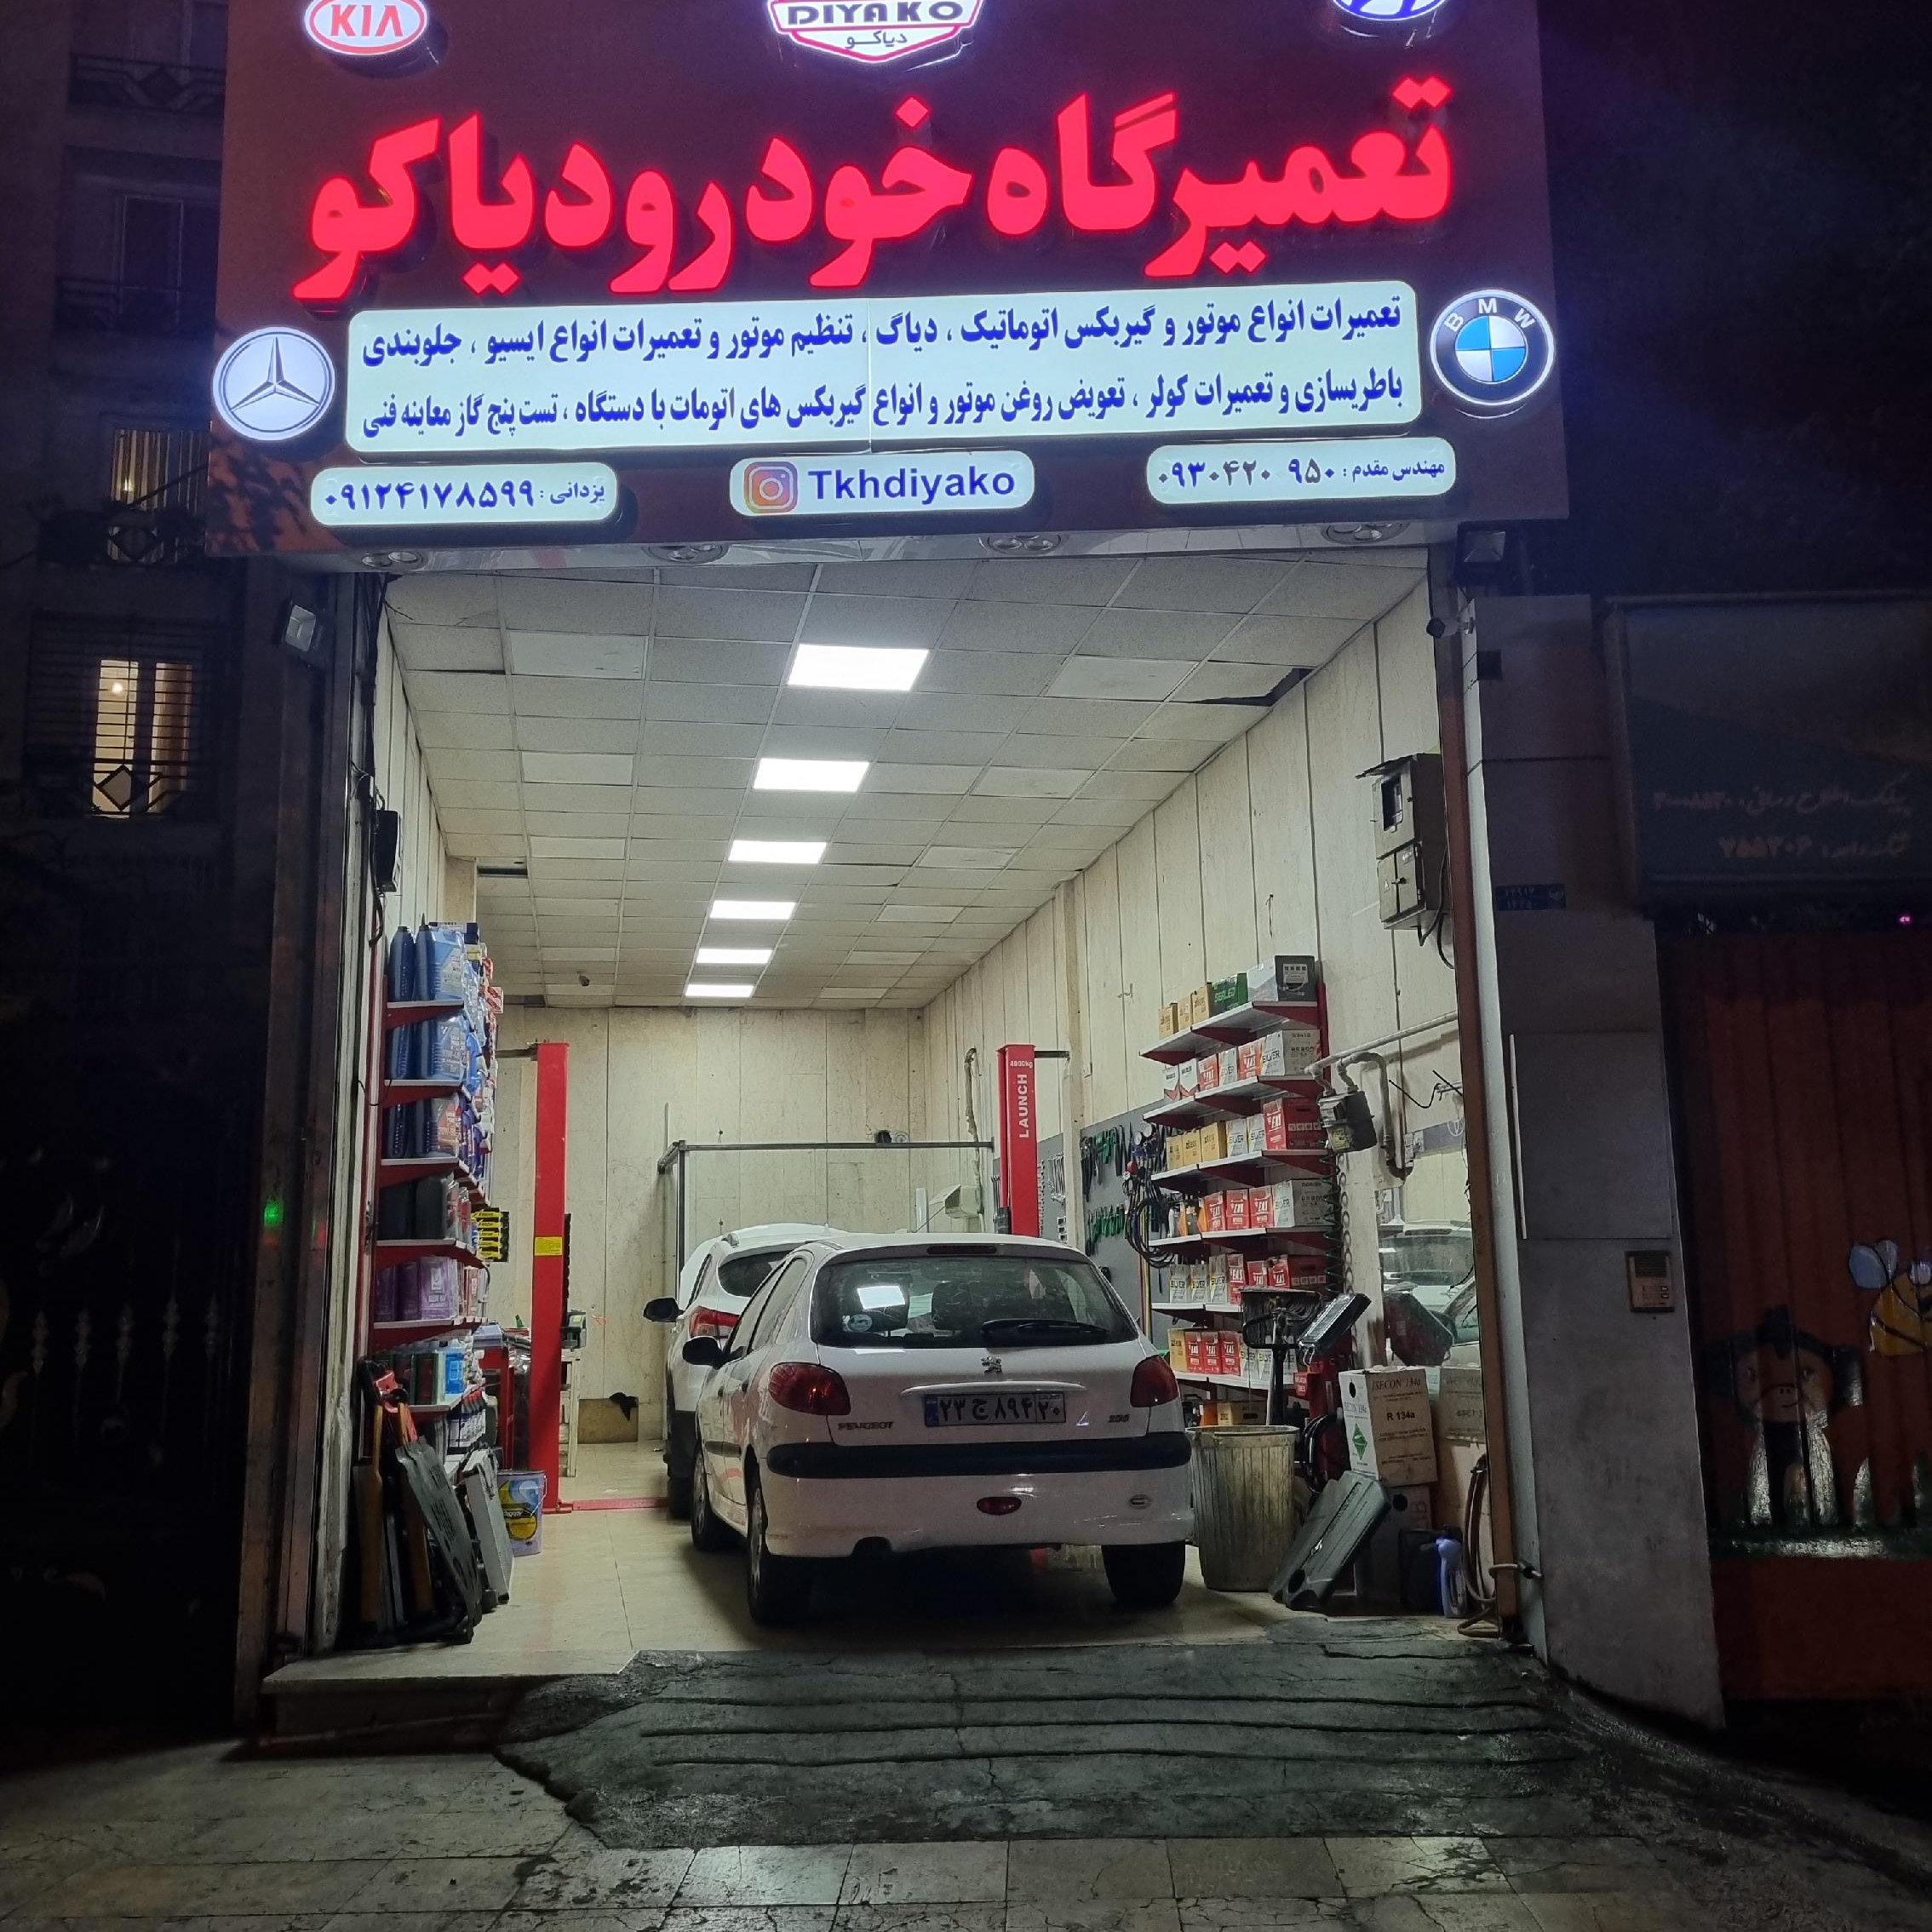 KIA
DIYAKO
دیاکو
تعمیرگاه خودرو دیاکو
تعمیرات انواع موتور و گیربکس اتوماتیک ، دیاگ ، تنظیم موتور و تعمیرات انواع ایسیو ، جلوبندی
باطریسازی و تعمیرات کولر ، تعویض روغن موتور و انواع گیربکس های اتومات با دستگاه ، تست پنج گاز معاینه فنی
BMW
مهندس مقدم : ۰۹۳۰۴۲۰ ۹۵۰
Tkhdiyako
یزدانی : ۰۹۱۲۴۱۷۸۵۹۹
4000kg
LAUNCH
PEUGEOT
۲۳ ج ۸۹۴ ۲۰
R 134a